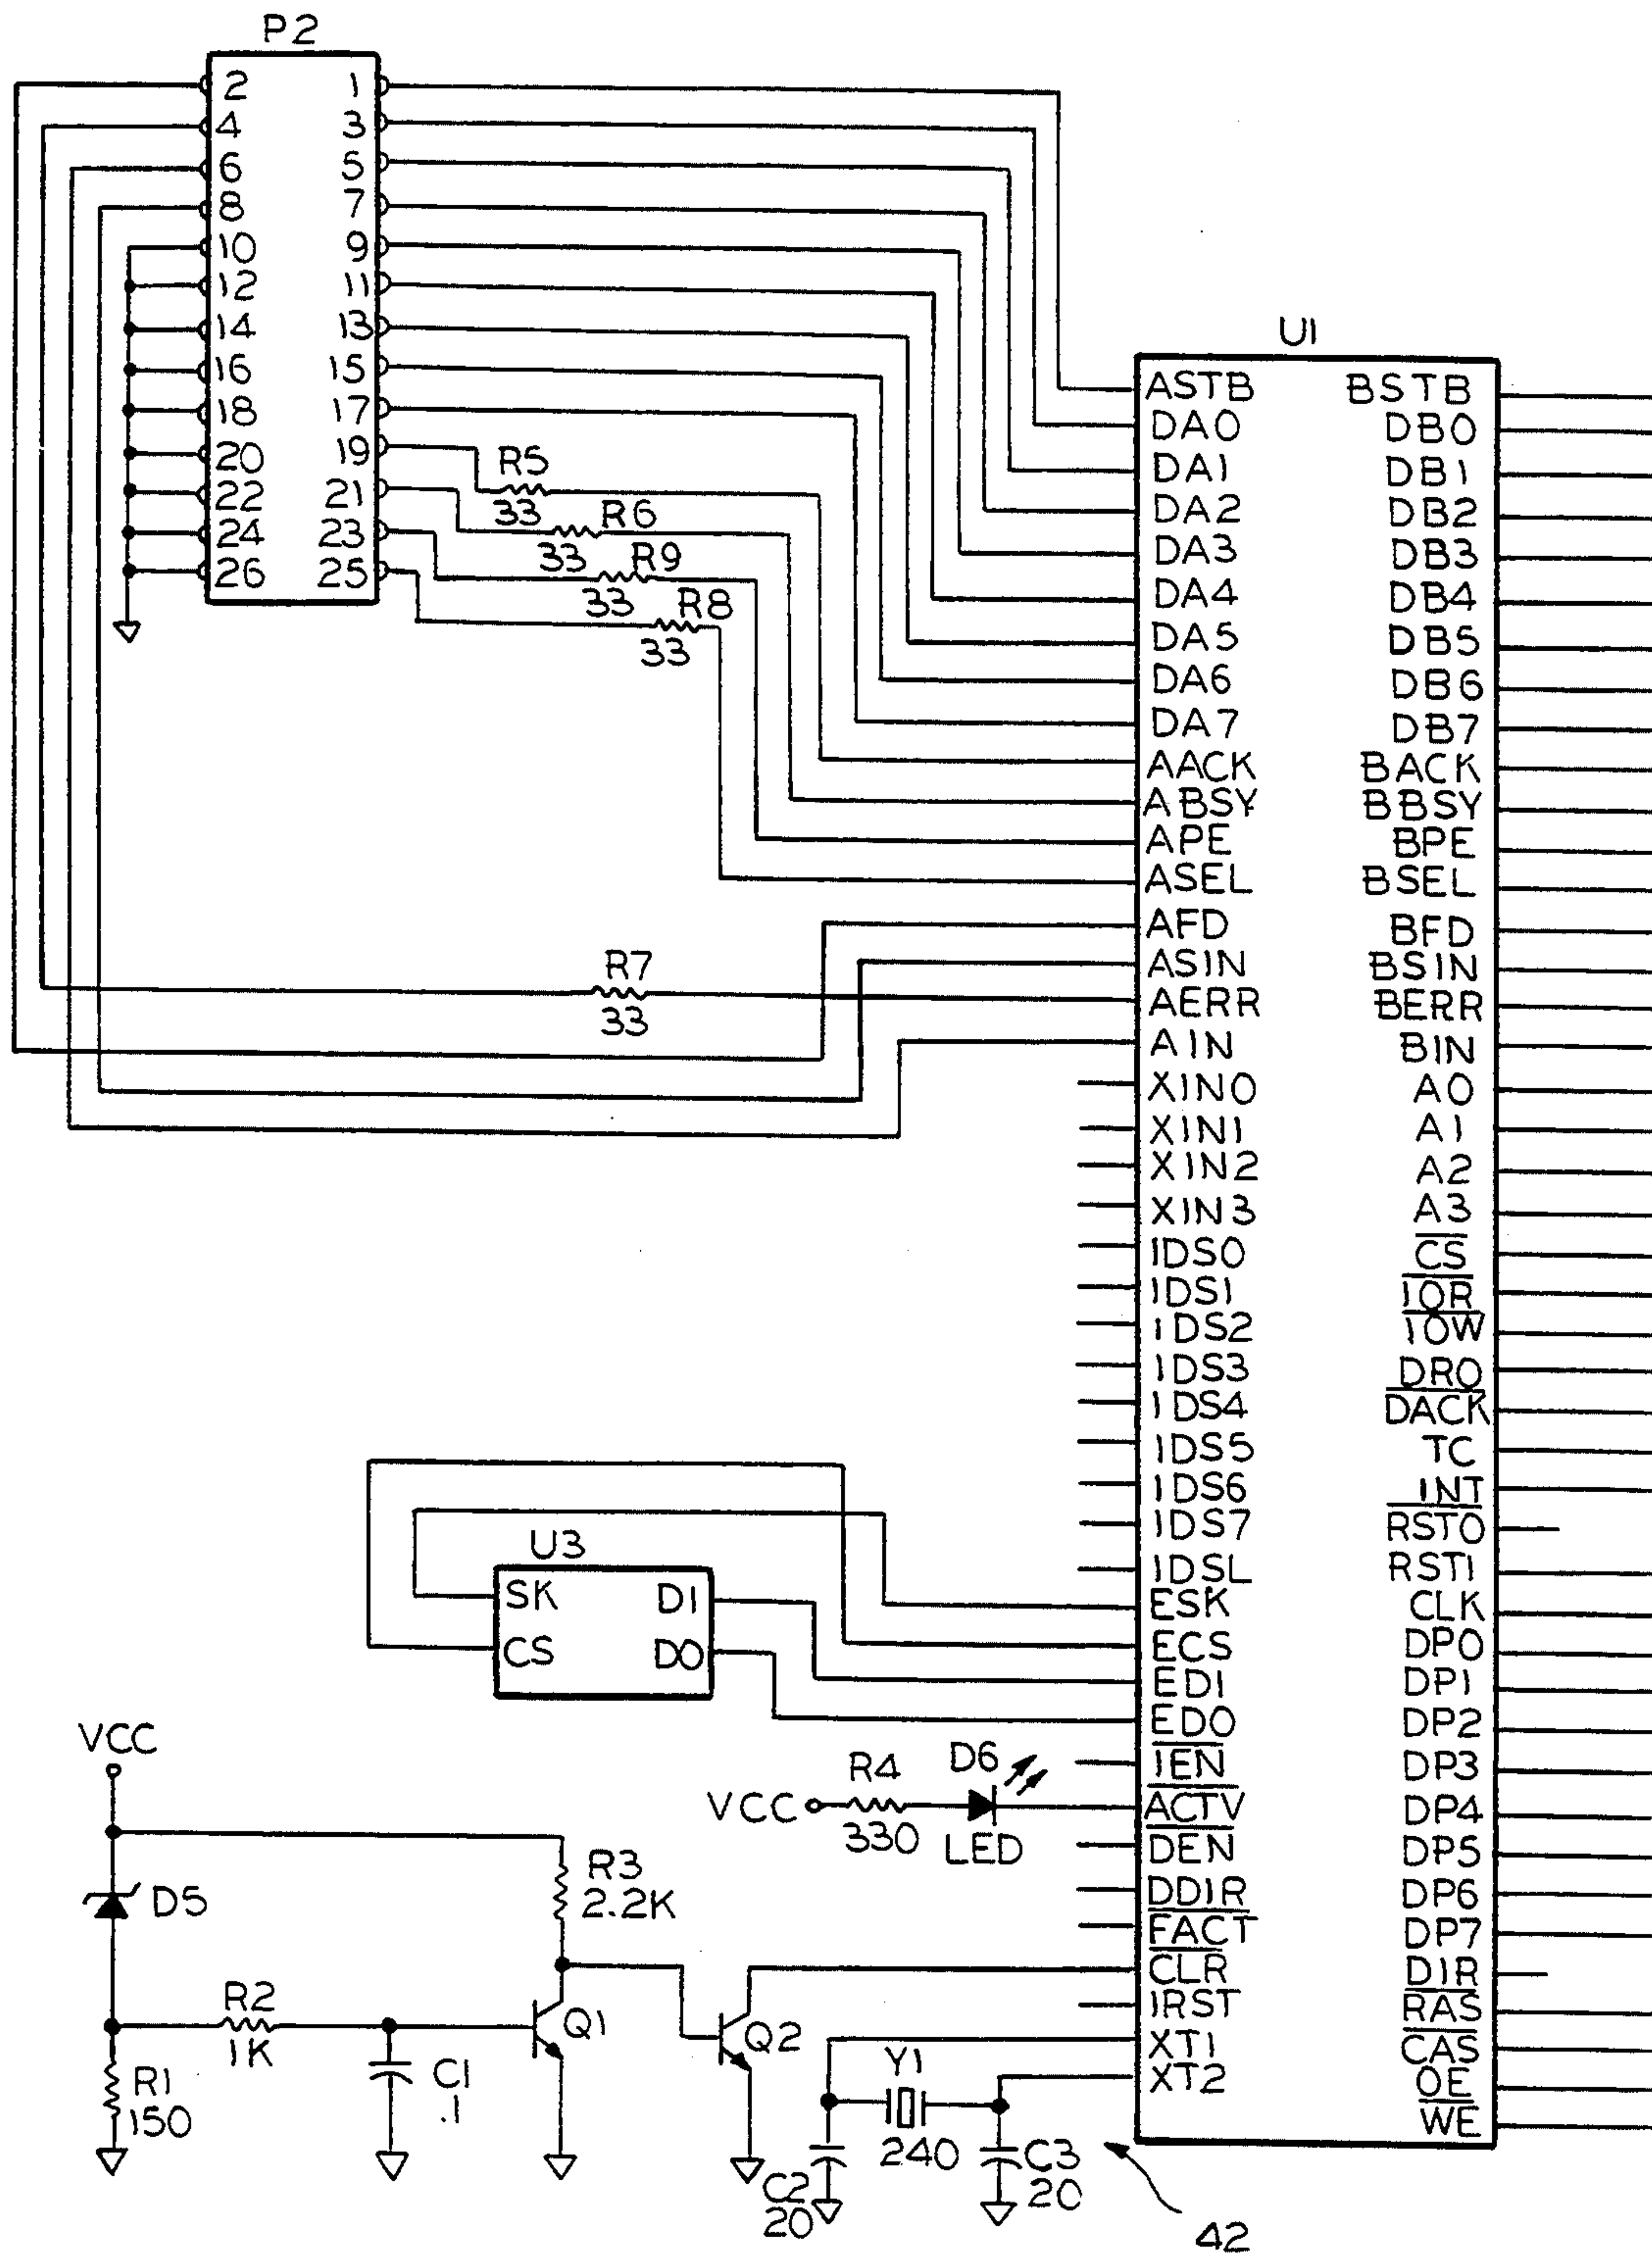 P2
2 1
4 3
6 5
8 7
10 9
12 11
14 13
16 15
18 17
20 19
22 21
24 23
26 25
R5
33
R6
33
R9
33
R8
33
R7
33
U1
ASTB BSTB
DA0 DB0
DA1 DB1
DA2 DB2
DA3 DB3
DA4 DB4
DA5 DB5
DA6 DB6
DA7 DB7
AACK BACK
ABSY BBSY
APE BPE
ASEL BSEL
AFD BFD
ASIN BSIN
AERR BERR
AIN BIN
XIN0 A0
XIN1 A1
XIN2 A2
XIN3 A3
IDS0 CS
IDS1 IOR
IDS2 IOW
IDS3 DRQ
IDS4 DACK
IDS5 TC
IDS6 INT
IDS7 RSTO
IDSL RSTI
ESK CLK
ECS DP0
EDI DP1
EDO DP2
IEN DP3
ACTV DP4
DEN DP5
DDIR DP6
FACT DP7
CLR DIR
IRST RAS
XT1 CAS
XT2 OE
WE
U3
SK DI
CS DO
VCC
D5
R3
2.2K
R2
1K
R1
150
C1
.1
Q1
Q2
VCC
R4
330
D6
LED
Y1
240
C2
20
C3
20
42